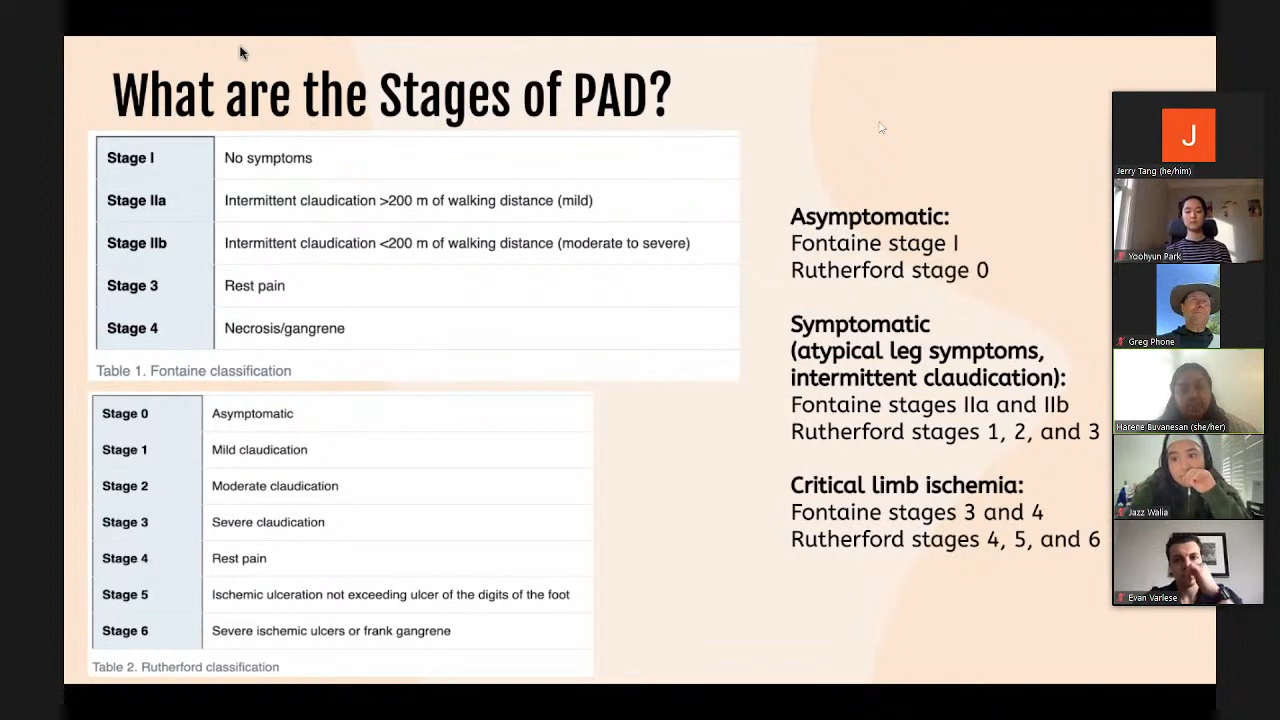 What are the Stages of PAD?
Stage I No symptoms
Stage IIa Intermittent claudication >200 m of walking distance (mild)
Stage IIb Intermittent claudication <200 m of walking distance (moderate to severe)
Stage 3 Rest pain
Stage 4 Necrosis/gangrene
Table 1. Fontaine classification
Stage 0 Asymptomatic
Stage 1 Mild claudication
Stage 2 Moderate claudication
Stage 3 Severe claudication
Stage 4 Rest pain
Stage 5 Ischemic ulceration not exceeding ulcer of the digits of the foot
Stage 6 Severe ischemic ulcers or frank gangrene
Table 2. Rutherford classification
Asymptomatic:
Fontaine stage I
Rutherford stage 0
Symptomatic
(atypical leg symptoms,
intermittent claudication):
Fontaine stages IIa and IIb
Rutherford stages 1, 2, and 3
Critical limb ischemia:
Fontaine stages 3 and 4
Rutherford stages 4, 5, and 6
J
Jerry Tang (he/him)
Yoohyun Park
Greg Phone
Harene Buvanesan (she/her)
Jazz Walia
Evan Varlese